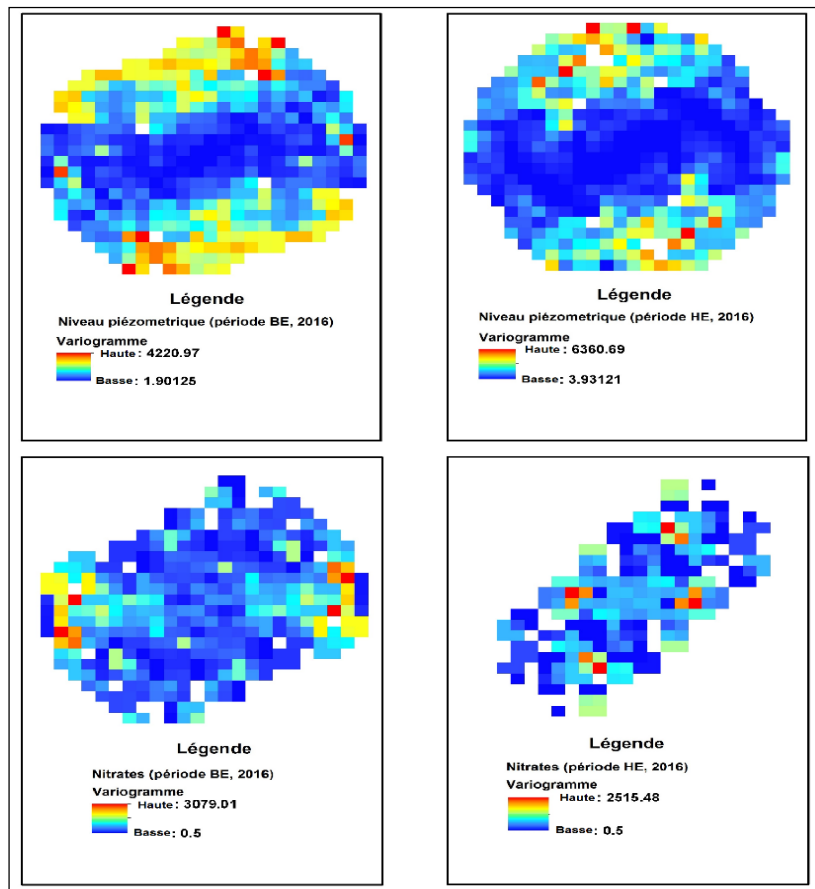 Légende
Niveau piézometrique (période BE, 2016)
Variogramme
Haute: 4220.97
Basse: 1.90125
Légende
Niveau piézometrique (période HE, 2016)
Variogramme
Haute: 6360.69
Basse: 3.93121
Légende
Nitrates (période BE, 2016)
Variogramme
Haute: 3079.01
Basse: 0.5
Légende
Nitrates (période HE, 2016)
Variogramme
Haute: 2515.48
Basse: 0.5